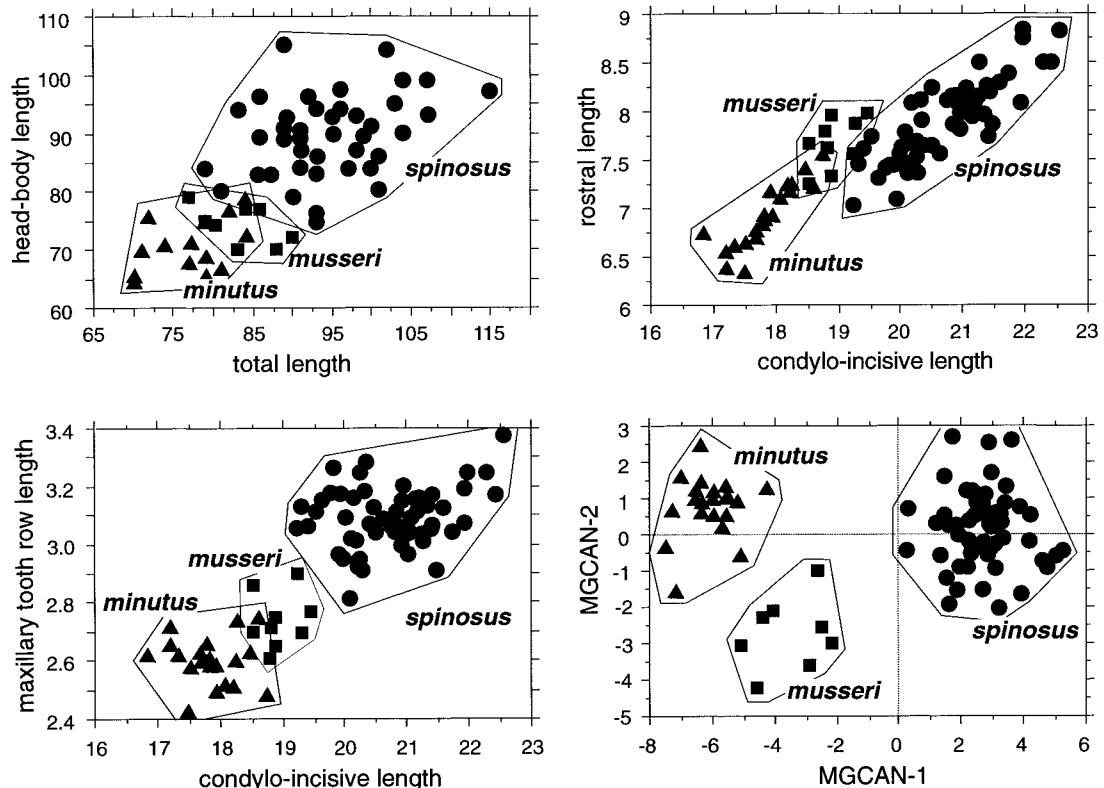 110
100
90
80
70
60
head-body length
spinosus
musseri
minutus
65 75 85 95 105 115
total length
9
8.5
8
7.5
7
6.5
6
rostral length
musseri
spinosus
minutus
16 17 18 19 20 21 22 23
condylo-incisive length
3.4
3.2
3.0
2.8
2.6
2.4
maxillary tooth row length
musseri
minutus
spinosus
16 17 18 19 20 21 22 23
condylo-incisive length
3
2
1
0
-1
-2
-3
-4
-5
MGCAN-2
minutus
spinosus
musseri
-8 -6 -4 -2 0 2 4 6
MGCAN-1